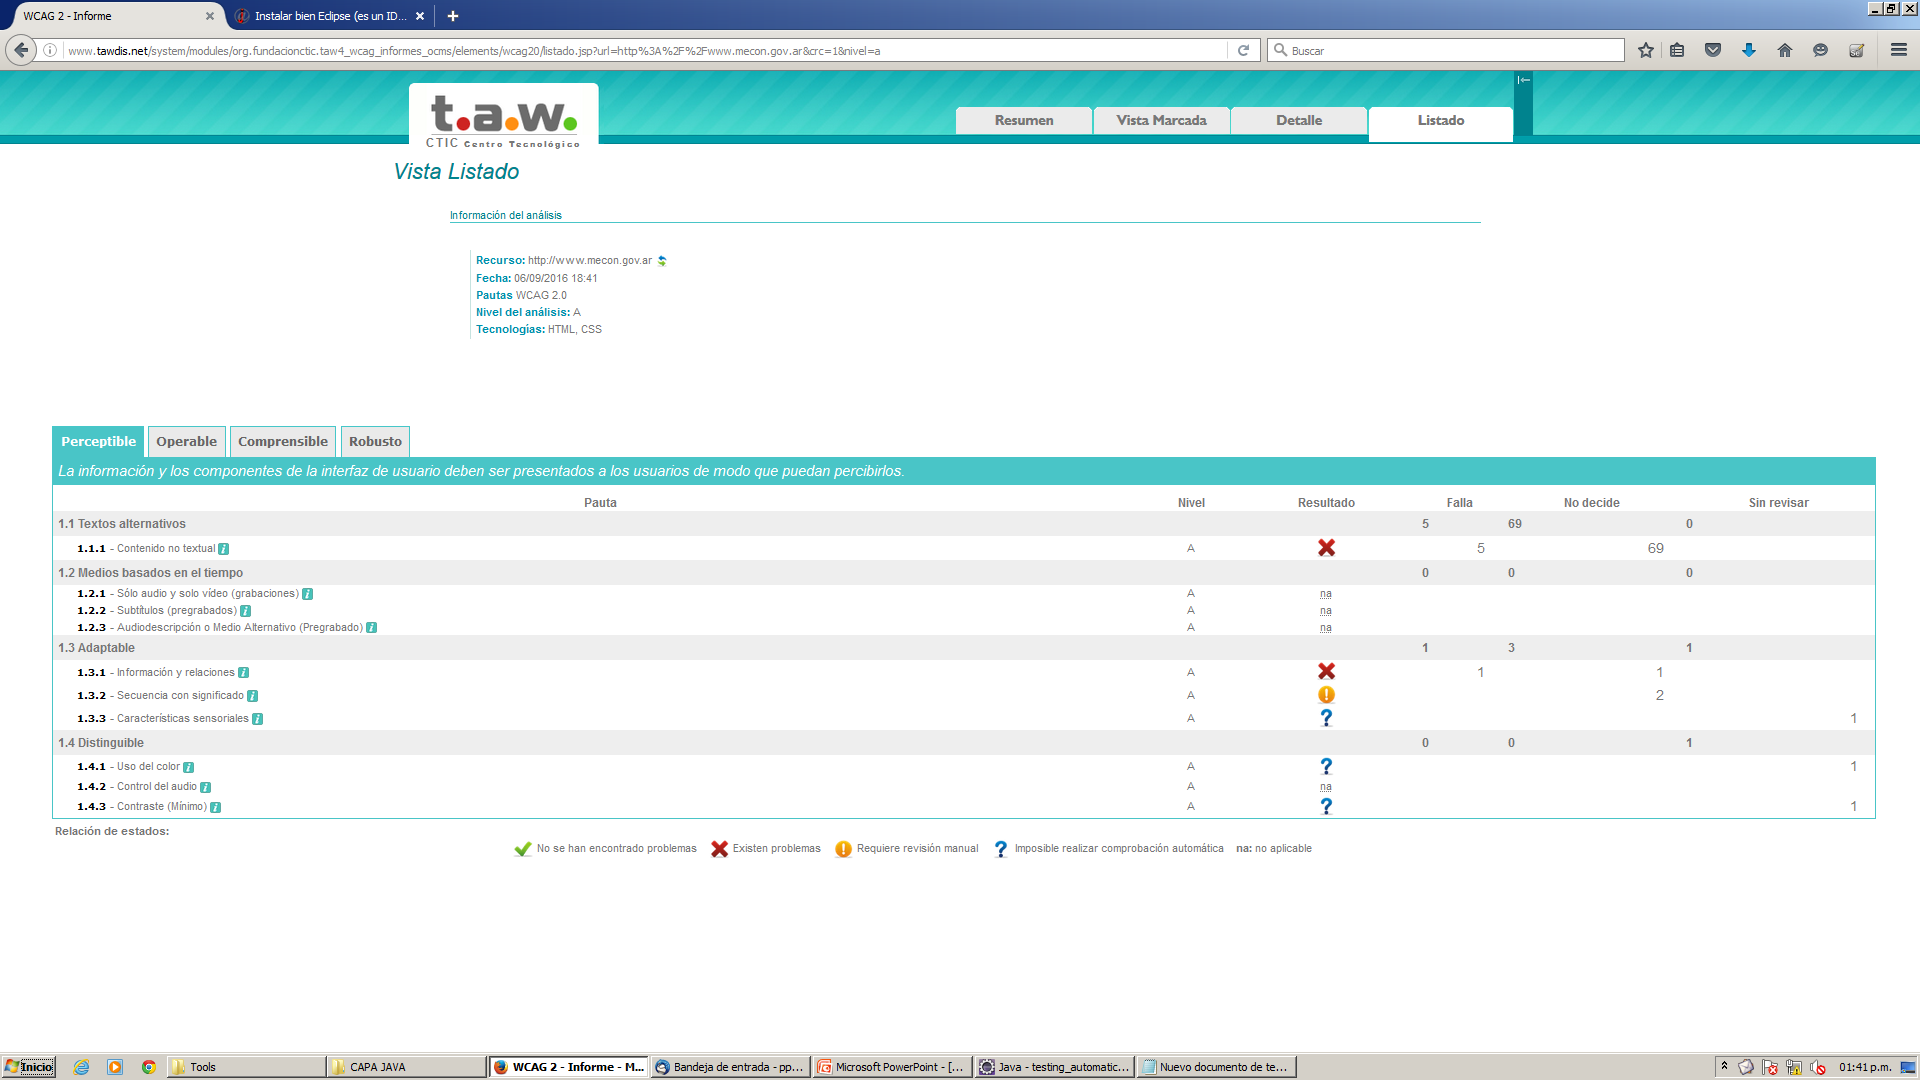 WCAG 2 - Informe
Instalar bien Eclipse (es un ID...
www.tawdis.net/system/modules/org.fundacionctic.taw4_wcag_informes_ocms/elements/wcag20/listado.jsp?url=http%3A%2F%2Fwww.mecon.gov.ar&crc=1&nivel=a
Buscar
t.a.w.
CTIC Centro Tecnológico
Resumen
Vista Marcada
Detalle
Listado
Vista Listado
Información del análisis
Recurso: http://www.mecon.gov.ar
Fecha: 06/09/2016 18:41
Pautas WCAG 2.0
Nivel del análisis: A
Tecnologías: HTML, CSS
Perceptible Operable Comprensible Robusto
La información y los componentes de la interfaz de usuario deben ser presentados a los usuarios de modo que puedan percibirlos.
Pauta Nivel Resultado Falla No decide Sin revisar
1.1 Textos alternativos 5 69 0
1.1.1 - Contenido no textual i A 5 69
1.2 Medios basados en el tiempo 0 0 0
1.2.1 - Sólo audio y solo vídeo (grabaciones) i A na
1.2.2 - Subtítulos (pregrabados) i A na
1.2.3 - Audiodescripción o Medio Alternativo (Pregrabado) i A na
1.3 Adaptable 1 3 1
1.3.1 - Información y relaciones i A 1 1
1.3.2 - Secuencia con significado i A ! 2
1.3.3 - Características sensoriales i A ? 1
1.4 Distinguible 0 0 1
1.4.1 - Uso del color i A ? 1
1.4.2 - Control del audio i A na
1.4.3 - Contraste (Mínimo) i A ? 1
Relación de estados:
No se han encontrado problemas Existen problemas ! Requiere revisión manual ? Imposible realizar comprobación automática na: no aplicable
Inicio Tools CAPA JAVA WCAG 2 - Informe - M... Bandeja de entrada - pp... Microsoft PowerPoint - [... Java - testing_automatic... Nuevo documento de te... 01:41 p.m.